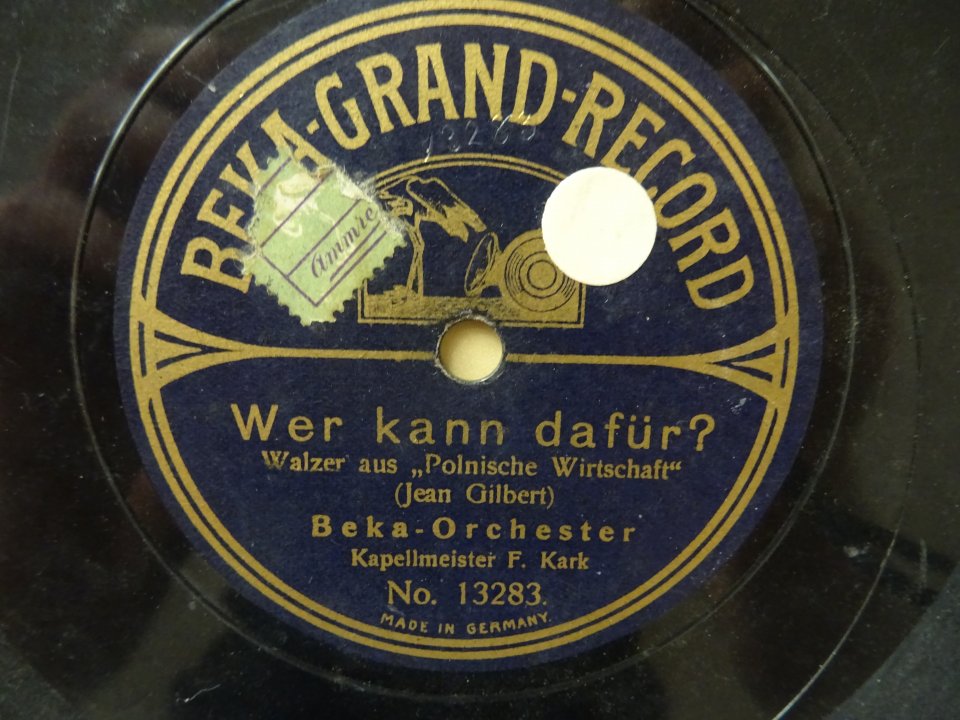 BEKA-GRAND-RECORD
ammre
Wer kann dafür?
Walzer aus „Polnische Wirtschaft“
(Jean Gilbert)
Beka-Orchester
Kapellmeister F. Kark
No. 13283.
MADE IN GERMANY.